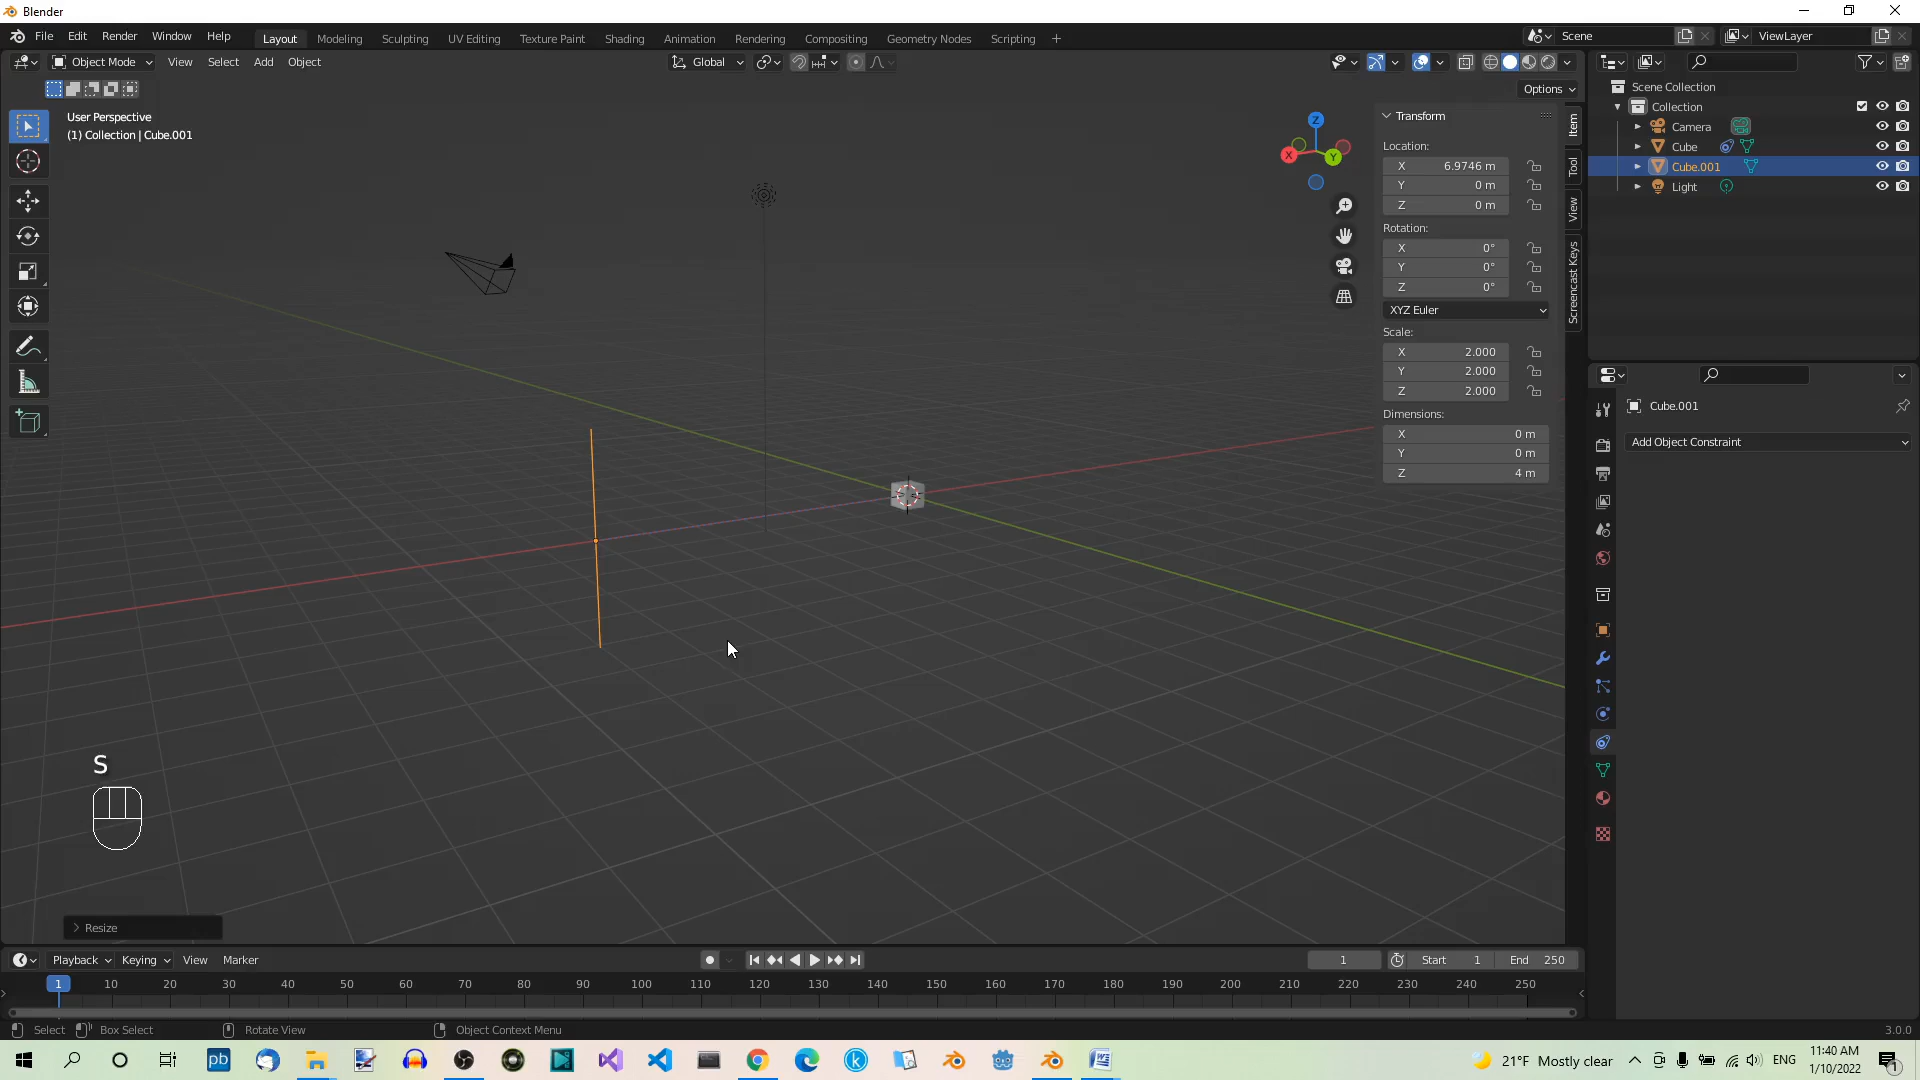 Blender
File Edit Render Window Help
Layout Modeling Sculpting UV Editing Texture Paint Shading Animation Rendering Compositing Geometry Nodes Scripting +
Scene
ViewLayer
Object Mode View Select Add Object
Global
Options
User Perspective
(1) Collection | Cube.001
Z
X
Y
Transform
Location:
X 6.9746 m
Y 0 m
Z 0 m
Rotation:
X 0°
Y 0°
Z 0°
XYZ Euler
Scale:
X 2.000
Y 2.000
Z 2.000
Dimensions:
X 0 m
Y 0 m
Z 4 m
Item
Tool
View
Screencast Keys
Scene Collection
Collection
Camera
Cube
Cube.001
Light
Cube.001
Add Object Constraint
S
Resize
Playback Keying View Marker
1
Start 1 End 250
1 10 20 30 40 50 60 70 80 90 100 110 120 130 140 150 160 170 180 190 200 210 220 230 240 250
Select Box Select Rotate View Object Context Menu
3.0.0
pb
21°F Mostly clear
ENG
11:40 AM
1/10/2022
1